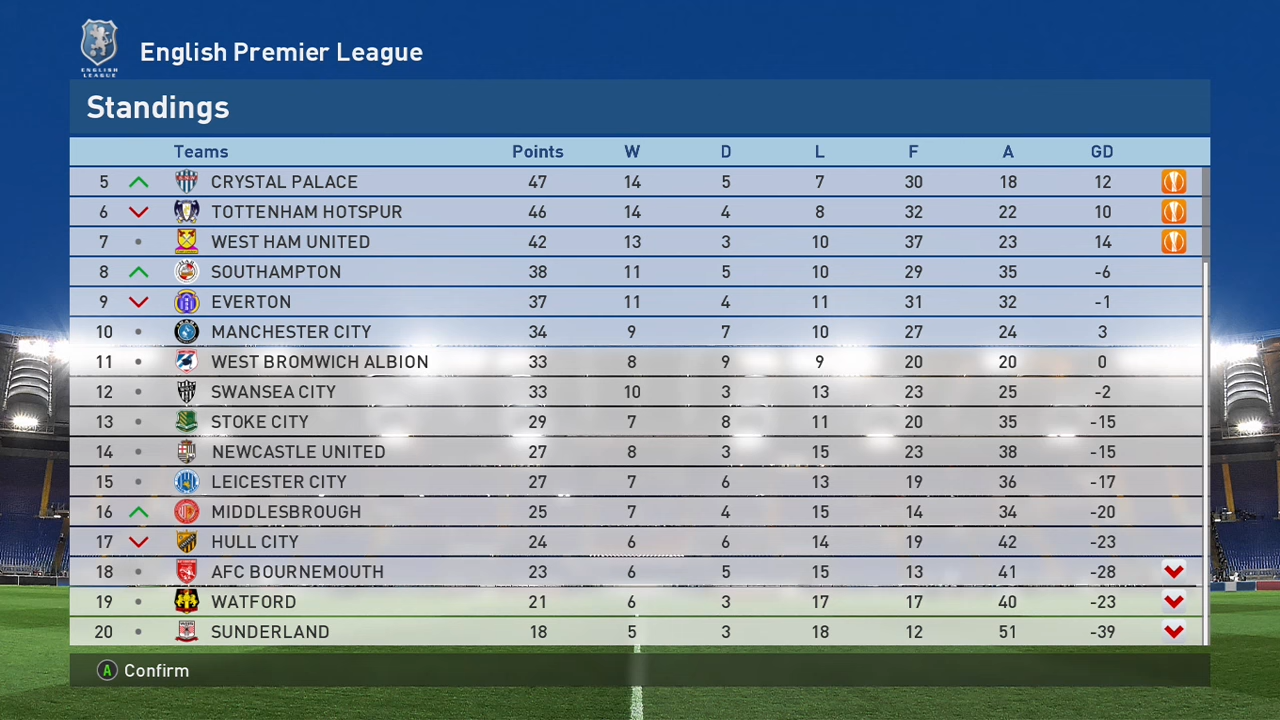 ENGLISH
LEAGUE
English Premier League
Standings
Teams Points W D L F A GD
5 CRYSTAL PALACE 47 14 5 7 30 18 12
6 TOTTENHAM HOTSPUR 46 14 4 8 32 22 10
7 WEST HAM UNITED 42 13 3 10 37 23 14
8 SOUTHAMPTON 38 11 5 10 29 35 -6
9 EVERTON 37 11 4 11 31 32 -1
10 MANCHESTER CITY 34 9 7 10 27 24 3
11 WEST BROMWICH ALBION 33 8 9 9 20 20 0
12 SWANSEA CITY 33 10 3 13 23 25 -2
13 STOKE CITY 29 7 8 11 20 35 -15
14 NEWCASTLE UNITED 27 8 3 15 23 38 -15
15 LEICESTER CITY 27 7 6 13 19 36 -17
16 MIDDLESBROUGH 25 7 4 15 14 34 -20
17 HULL CITY 24 6 6 14 19 42 -23
18 AFC BOURNEMOUTH 23 6 5 15 13 41 -28
19 WATFORD 21 6 3 17 17 40 -23
20 SUNDERLAND 18 5 3 18 12 51 -39
A Confirm